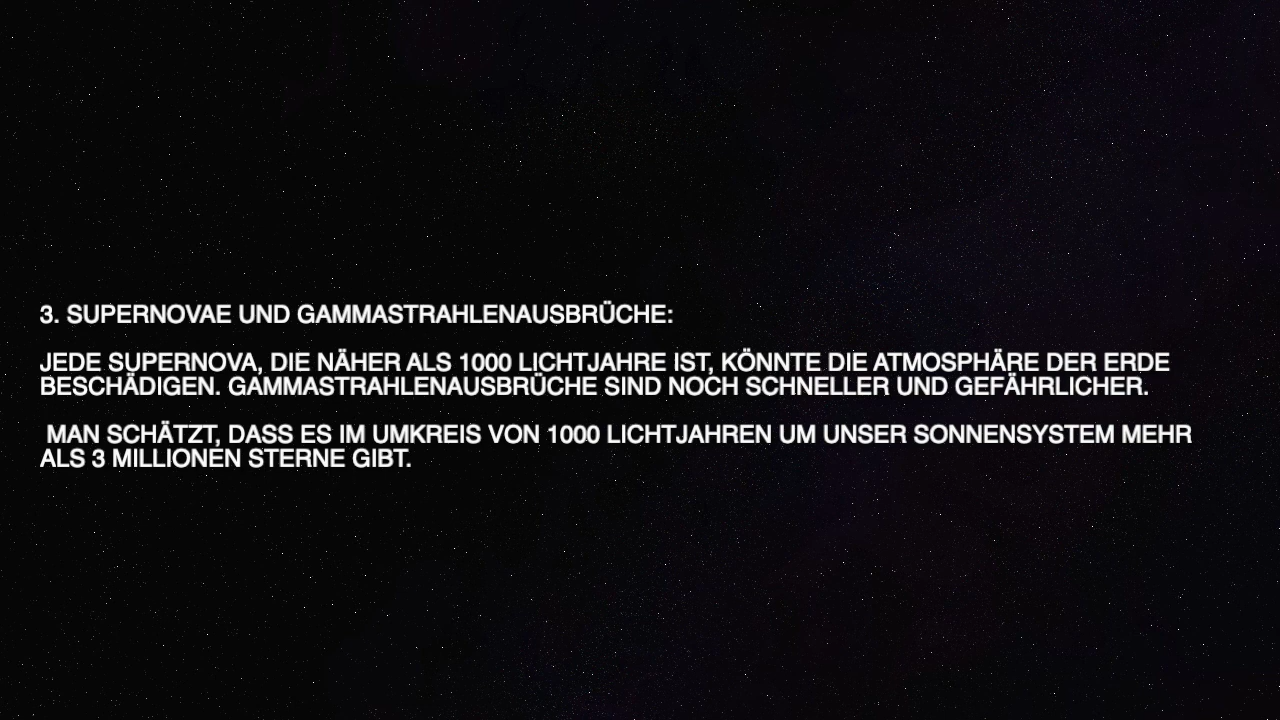 3. SUPERNOVAE UND GAMMASTRAHLENAUSBRÜCHE:
JEDE SUPERNOVA, DIE NÄHER ALS 1000 LICHTJAHRE IST, KÖNNTE DIE ATMOSPHÄRE DER ERDE
BESCHÄDIGEN. GAMMASTRAHLENAUSBRÜCHE SIND NOCH SCHNELLER UND GEFÄHRLICHER.
MAN SCHÄTZT, DASS ES IM UMKREIS VON 1000 LICHTJAHREN UM UNSER SONNENSYSTEM MEHR
ALS 3 MILLIONEN STERNE GIBT.